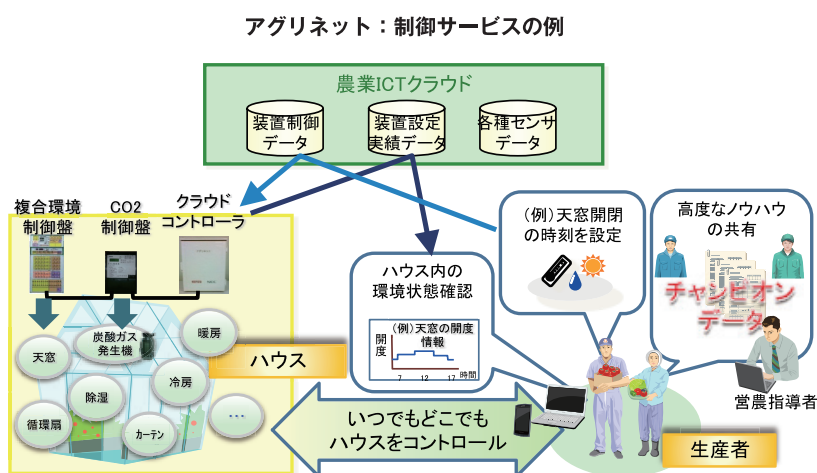 アグリネット：制御サービスの例
農業ICTクラウド
装置制御
データ
装置設定
実績データ
各種センサ
データ
複合環境
制御盤
CO2
制御盤
クラウド
コントローラ
(例)天窓開閉
の時刻を設定
高度なノウハウ
の共有
チャンピオン
データ
ハウス内の
環境状態確認
(例)天窓の開度
情報
開
度
7 12 17 時間
天窓
炭酸ガス
発生機
暖房
除湿
冷房
循環扇
カーテン
…
ハウス
いつでもどこでも
ハウスをコントロール
営農指導者
生産者